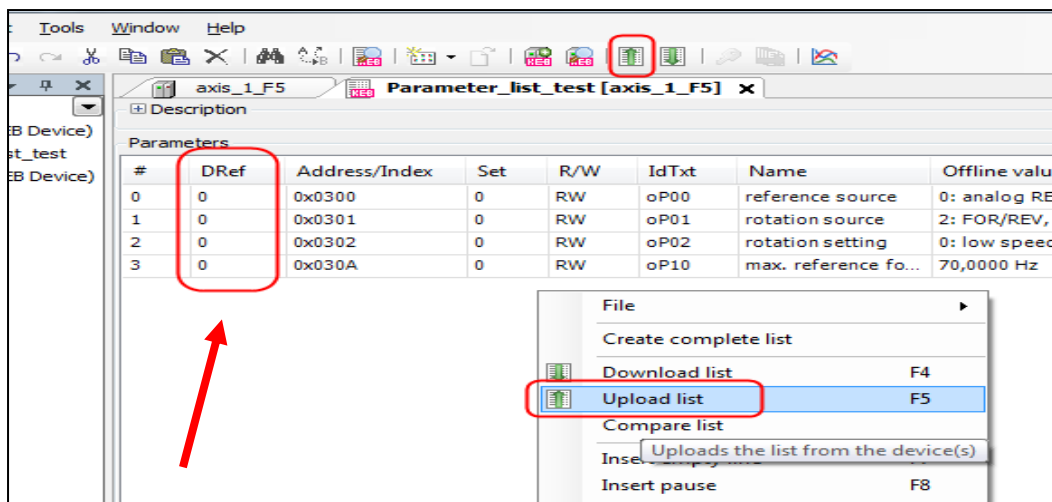 Tools Window Help
axis_1_F5 Parameter_list_test [axis_1_F5]
Description
EB Device)
Parameters
st_test
EB Device)
# DRef Address/Index Set R/W IdTxt Name Offline valu
0 0 0x0300 0 RW oP00 reference source 0: analog RE
1 0 0x0301 0 RW oP01 rotation source 2: FOR/REV,
2 0 0x0302 0 RW oP02 rotation setting 0: low speed
3 0 0x030A 0 RW oP10 max. reference fo... 70,0000 Hz
File
Create complete list
Download list F4
Upload list F5
Compare list
Uploads the list from the device(s)
Insert pause F8